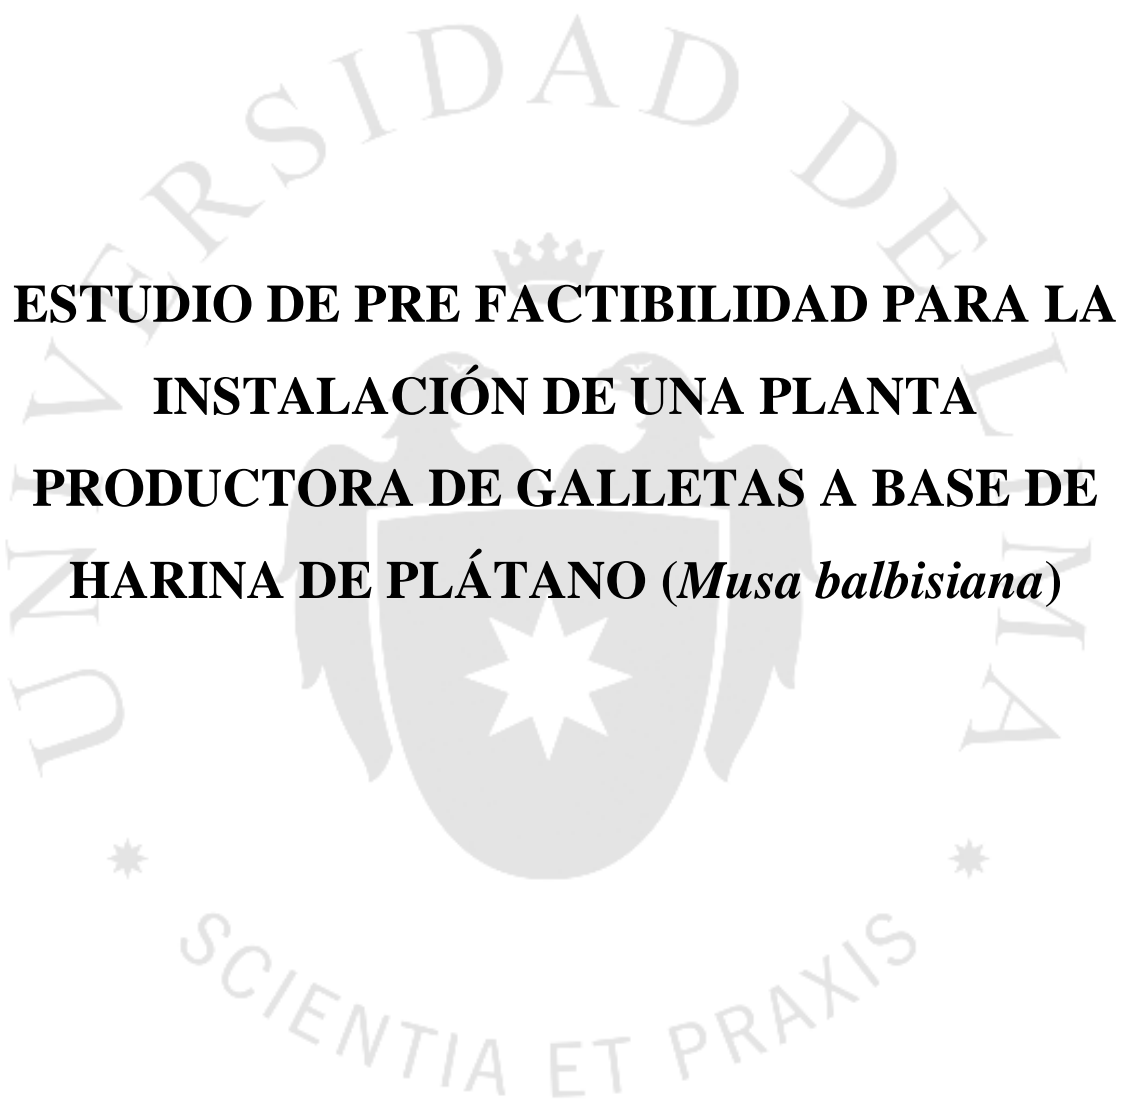 UNIVERSIDAD DE LIMA
ESTUDIO DE PRE FACTIBILIDAD PARA LA
INSTALACIÓN DE UNA PLANTA
PRODUCTORA DE GALLETAS A BASE DE
HARINA DE PLÁTANO (Musa balbisiana)
SCIENTIA ET PRAXIS